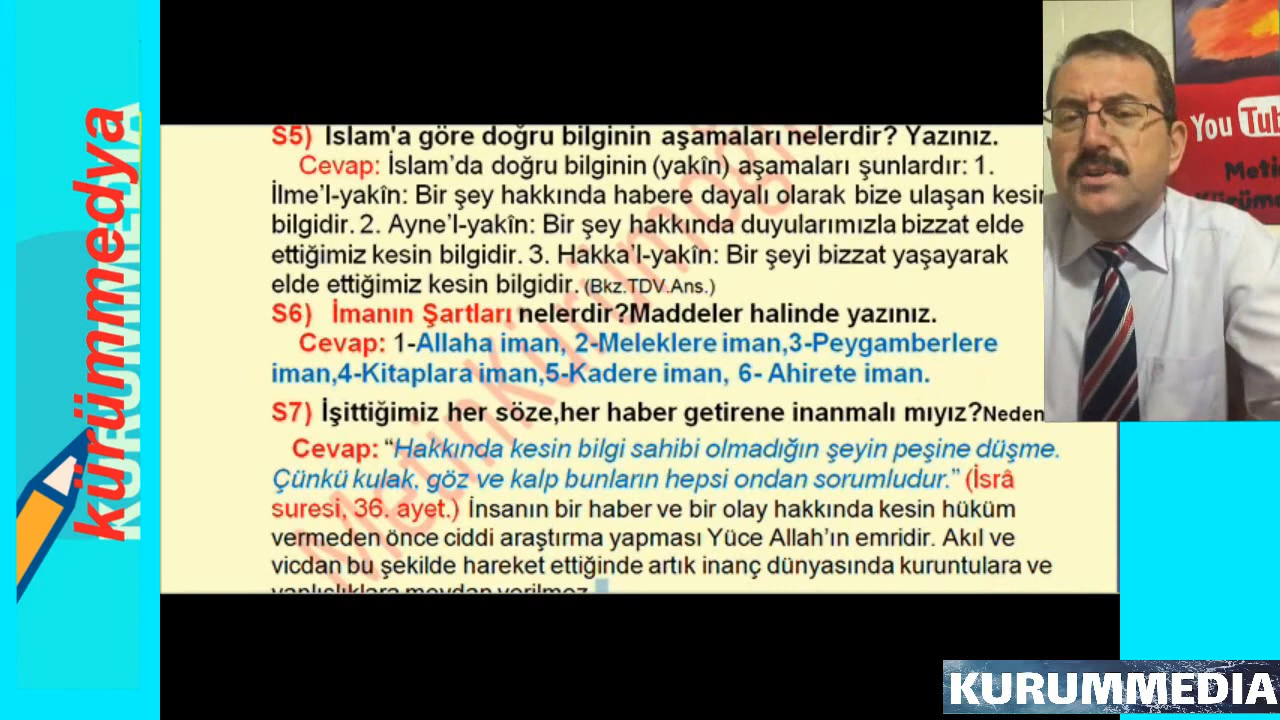 S5) İslam'a göre doğru bilginin aşamaları nelerdir? Yazınız.
Cevap: İslam'da doğru bilginin (yakîn) aşamaları şunlardır: 1.
İlme'l-yakîn: Bir şey hakkında habere dayalı olarak bize ulaşan kesin
bilgidir. 2. Ayne'l-yakîn: Bir şey hakkında duyularımızla bizzat elde
ettiğimiz kesin bilgidir. 3. Hakka'l-yakîn: Bir şeyi bizzat yaşayarak
elde ettiğimiz kesin bilgidir. (Bkz.TDV.Ans.)
S6) İmanın Şartları nelerdir?Maddeler halinde yazınız.
Cevap: 1-Allaha iman, 2-Meleklere iman,3-Peygamberlere
iman,4-Kitaplara iman,5-Kadere iman, 6- Ahirete iman.
S7) İşittiğimiz her söze,her haber getirene inanmalı mıyız?Neden
Cevap: “Hakkında kesin bilgi sahibi olmadığın şeyin peşine düşme.
Çünkü kulak, göz ve kalp bunların hepsi ondan sorumludur.” (İsrâ
suresi, 36. ayet.) İnsanın bir haber ve bir olay hakkında kesin hüküm
vermeden önce ciddi araştırma yapması Yüce Allah'ın emridir. Akıl ve
vicdan bu şekilde hareket ettiğinde artık inanç dünyasında kuruntulara ve
yanlışlıklara meydan verilmez.
kürümmedya
KURUMMEDIA
You Tub
Metin
KURUMMEDIA